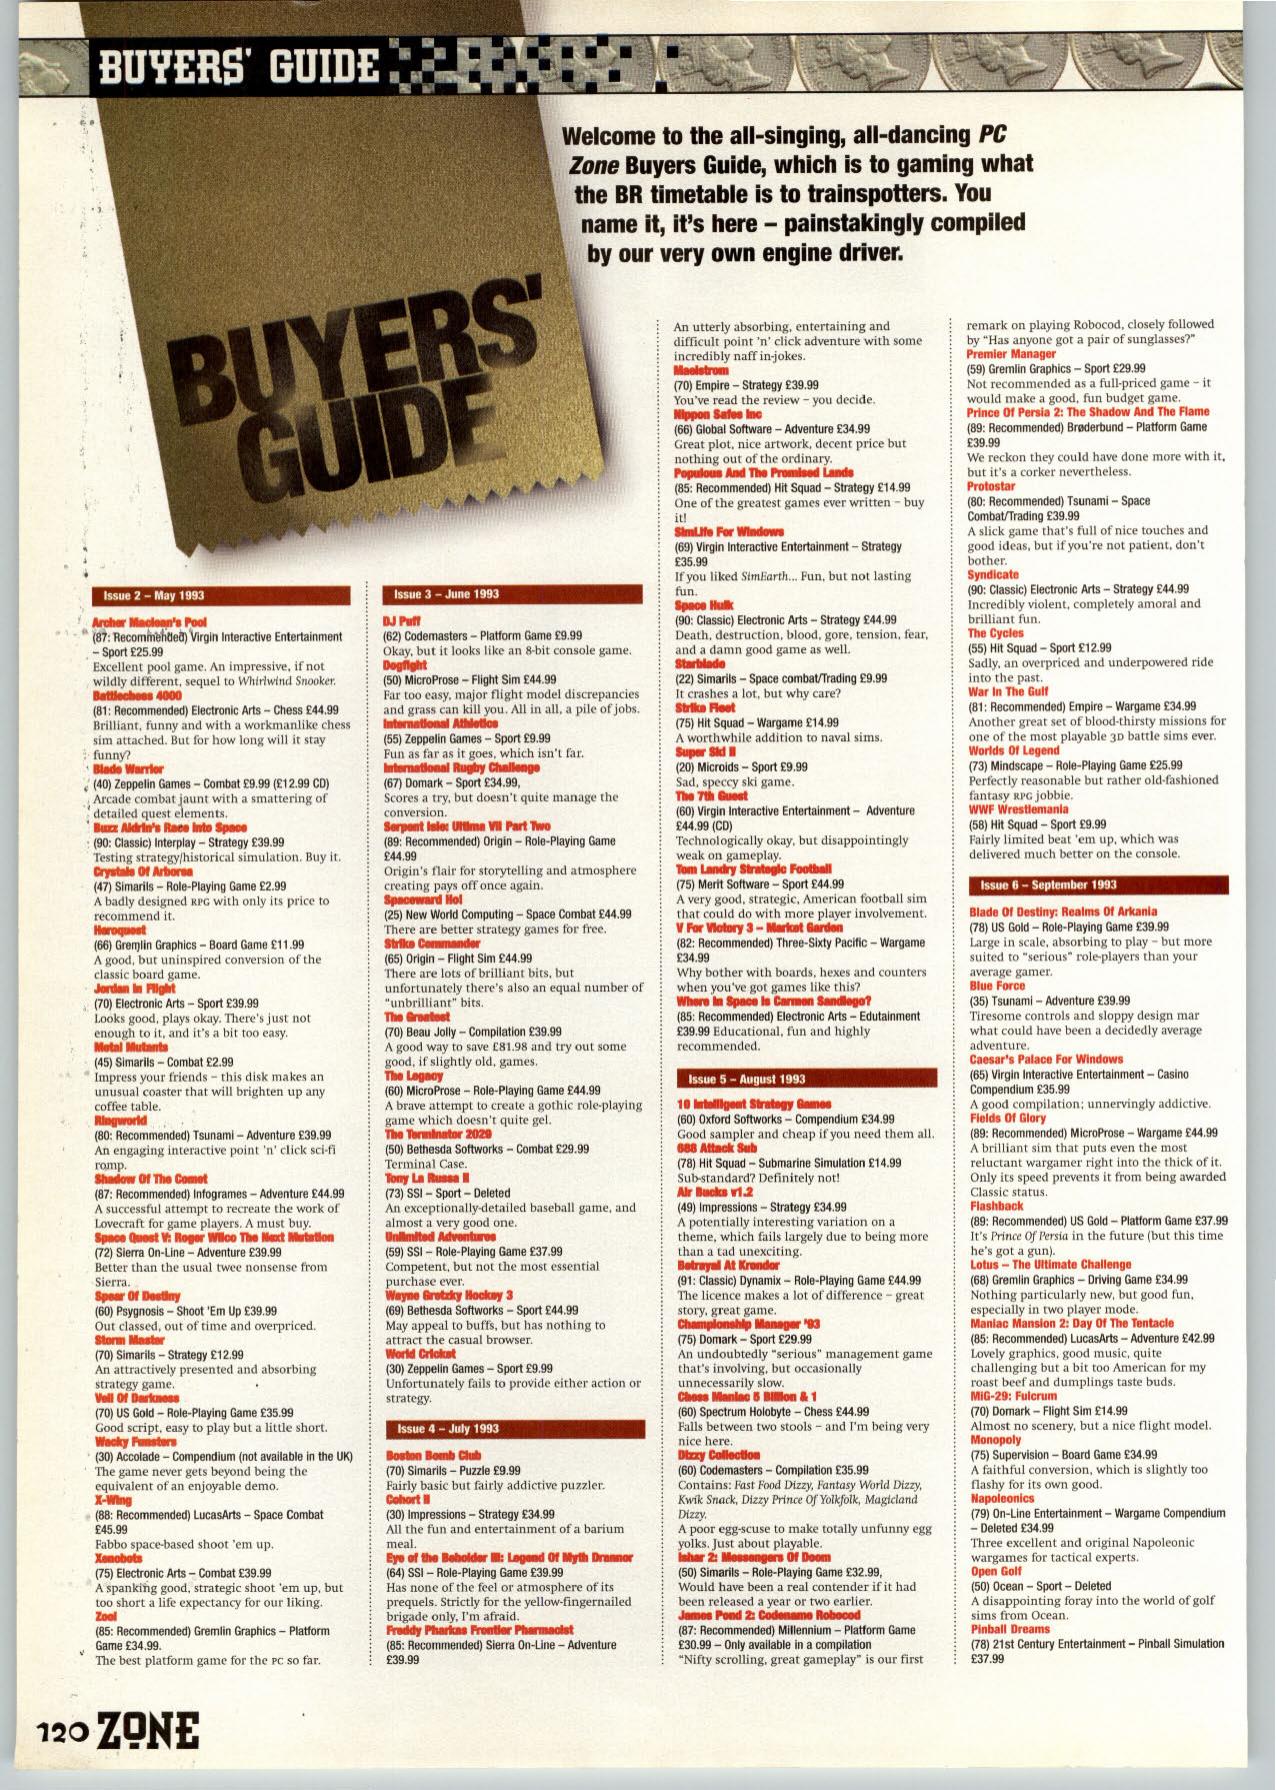 BUYERS' GUIDE
Welcome to the all-singing, all-dancing PC
Zone Buyers Guide, which is to gaming what
the BR timetable is to trainspotters. You
name it, it's here – painstakingly compiled
by our very own engine driver.
BUYERS'
GUIDE
Issue 2 – May 1993
Archer Maclean's Pool
(87: Recommended) Virgin Interactive Entertainment
– Sport £25.99
Excellent pool game. An impressive, if not
wildly different, sequel to Whirlwind Snooker.
Battlechess 4000
(81: Recommended) Electronic Arts – Chess £44.99
Brilliant, funny and with a workmanlike chess
sim attached. But for how long will it stay
funny?
Blade Warrior
(40) Zeppelin Games – Combat £9.99 (£12.99 CD)
Arcade combat jaunt with a smattering of
detailed quest elements.
Buzz Aldrin's Race Into Space
(90: Classic) Interplay – Strategy £39.99
Testing strategy/historical simulation. Buy it.
Crystals Of Arborea
(47) Simarils – Role-Playing Game £2.99
A badly designed RPG with only its price to
recommend it.
Heroquest
(66) Gremlin Graphics – Board Game £11.99
A good, but uninspired conversion of the
classic board game.
Jordan In Flight
(70) Electronic Arts – Sport £39.99
Looks good, plays okay. There's just not
enough to it, and it's a bit too easy.
Metal Mutants
(45) Simarils – Combat £2.99
Impress your friends – this disk makes an
unusual coaster that will brighten up any
coffee table.
Ringworld
(80: Recommended) Tsunami – Adventure £39.99
An engaging interactive point 'n' click sci-fi
romp.
Shadow Of The Comet
(87: Recommended) Infogrames – Adventure £44.99
A successful attempt to recreate the work of
Lovecraft for game players. A must buy.
Space Quest V: Roger Wilco The Next Mutation
(72) Sierra On-Line – Adventure £39.99
Better than the usual twee nonsense from
Sierra.
Spear Of Destiny
(60) Psygnosis – Shoot 'Em Up £39.99
Out classed, out of time and overpriced.
Storm Master
(70) Simarils – Strategy £12.99
An attractively presented and absorbing
strategy game.
Veil Of Darkness
(70) US Gold – Role-Playing Game £35.99
Good script, easy to play but a little short.
Wacky Funsters
(30) Accolade – Compendium (not available in the UK)
The game never gets beyond being the
equivalent of an enjoyable demo.
X-Wing
(88: Recommended) LucasArts – Space Combat
£45.99
Fabbo space-based shoot 'em up.
Xenobots
(75) Electronic Arts – Combat £39.99
A spanking good, strategic shoot 'em up, but
too short a life expectancy for our liking.
Zool
(85: Recommended) Gremlin Graphics – Platform
Game £34.99.
The best platform game for the PC so far.
Issue 3 – June 1993
DJ Puff
(62) Codemasters – Platform Game £9.99
Okay, but it looks like an 8-bit console game.
Dogfight
(50) MicroProse – Flight Sim £44.99
Far too easy, major flight model discrepancies
and grass can kill you. All in all, a pile of jobs.
International Athletics
(55) Zeppelin Games – Sport £9.99
Fun as far as it goes, which isn't far.
International Rugby Challenge
(67) Domark – Sport £34.99,
Scores a try, but doesn't quite manage the
conversion.
Serpent Isle: Ultima VII Part Two
(89: Recommended) Origin – Role-Playing Game
£44.99
Origin's flair for storytelling and atmosphere
creating pays off once again.
Spaceward Ho!
(25) New World Computing – Space Combat £44.99
There are better strategy games for free.
Strike Commander
(65) Origin – Flight Sim £44.99
There are lots of brilliant bits, but
unfortunately there's also an equal number of
"unbrilliant" bits.
The Greatest
(70) Beau Jolly – Compilation £39.99
A good way to save £81.98 and try out some
good, if slightly old, games.
The Legacy
(60) MicroProse – Role-Playing Game £44.99
A brave attempt to create a gothic role-playing
game which doesn't quite gel.
The Terminator 2029
(50) Bethesda Softworks – Combat £29.99
Terminal Case.
Tony La Russa II
(73) SSI – Sport – Deleted
An exceptionally-detailed baseball game, and
almost a very good one.
Unlimited Adventures
(59) SSI – Role-Playing Game £37.99
Competent, but not the most essential
purchase ever.
Wayne Gretzky Hockey 3
(69) Bethesda Softworks – Sport £44.99
May appeal to buffs, but has nothing to
attract the casual browser.
World Cricket
(30) Zeppelin Games – Sport £9.99
Unfortunately fails to provide either action or
strategy.
Issue 4 – July 1993
Boston Bomb Club
(70) Simarils – Puzzle £9.99
Fairly basic but fairly addictive puzzler.
Cohort II
(30) Impressions – Strategy £34.99
All the fun and entertainment of a barium
meal.
Eye of the Beholder III: Legend Of Myth Drannor
(64) SSI – Role-Playing Game £39.99
Has none of the feel or atmosphere of its
prequels. Strictly for the yellow-fingernailed
brigade only, I'm afraid.
Freddy Pharkas Frontier Pharmacist
(85: Recommended) Sierra On-Line – Adventure
£39.99
An utterly absorbing, entertaining and
difficult point 'n' click adventure with some
incredibly naff in-jokes.
Maelstrom
(70) Empire – Strategy £39.99
You've read the review – you decide.
Nippon Safes Inc
(66) Global Software – Adventure £34.99
Great plot, nice artwork, decent price but
nothing out of the ordinary.
Populous And The Promised Lands
(85: Recommended) Hit Squad – Strategy £14.99
One of the greatest games ever written – buy
it!
SimLife For Windows
(69) Virgin Interactive Entertainment – Strategy
£35.99
If you liked SimEarth... Fun, but not lasting
fun.
Space Hulk
(90: Classic) Electronic Arts – Strategy £44.99
Death, destruction, blood, gore, tension, fear,
and a damn good game as well.
Starblade
(22) Simarils – Space combat/Trading £9.99
It crashes a lot, but why care?
Strike Fleet
(75) Hit Squad – Wargame £14.99
A worthwhile addition to naval sims.
Super Ski II
(20) Microids – Sport £9.99
Sad, speccy ski game.
The 7th Guest
(60) Virgin Interactive Entertainment – Adventure
£44.99 (CD)
Technologically okay, but disappointingly
weak on gameplay.
Tom Landry Strategic Football
(75) Merit Software – Sport £44.99
A very good, strategic, American football sim
that could do with more player involvement.
V For Victory 3 – Market Garden
(82: Recommended) Three-Sixty Pacific – Wargame
£34.99
Why bother with boards, hexes and counters
when you've got games like this?
Where In Space Is Carmen Sandiego?
(85: Recommended) Electronic Arts – Edutainment
£39.99 Educational, fun and highly
recommended.
Issue 5 – August 1993
10 Intelligent Strategy Games
(60) Oxford Softworks – Compendium £34.99
Good sampler and cheap if you need them all.
688 Attack Sub
(78) Hit Squad – Submarine Simulation £14.99
Sub-standard? Definitely not!
Air Bucks v1.2
(49) Impressions – Strategy £34.99
A potentially interesting variation on a
theme, which fails largely due to being more
than a tad unexciting.
Betrayal At Krondor
(91: Classic) Dynamix – Role-Playing Game £44.99
The licence makes a lot of difference – great
story, great game.
Championship Manager '93
(75) Domark – Sport £29.99
An undoubtedly "serious" management game
that's involving, but occasionally
unnecessarily slow.
Chess Maniac 5 Billion & 1
(60) Spectrum Holobyte – Chess £44.99
Falls between two stools – and I'm being very
nice here.
Dizzy Collection
(60) Codemasters – Compilation £35.99
Contains: Fast Food Dizzy, Fantasy World Dizzy,
Kwik Snack, Dizzy Prince Of Yolkfolk, Magicland
Dizzy.
A poor egg-scuse to make totally unfunny egg
yolks. Just about playable.
Ishar 2: Messengers Of Doom
(50) Simarils – Role-Playing Game £32.99,
Would have been a real contender if it had
been released a year or two earlier.
James Pond 2: Codename Robocod
(87: Recommended) Millennium – Platform Game
£30.99 – Only available in a compilation
"Nifty scrolling, great gameplay" is our first
remark on playing Robocod, closely followed
by "Has anyone got a pair of sunglasses?"
Premier Manager
(59) Gremlin Graphics – Sport £29.99
Not recommended as a full-priced game – it
would make a good, fun budget game.
Prince Of Persia 2: The Shadow And The Flame
(89: Recommended) Brøderbund – Platform Game
£39.99
We reckon they could have done more with it,
but it's a corker nevertheless.
Protostar
(80: Recommended) Tsunami – Space
Combat/Trading £39.99
A slick game that's full of nice touches and
good ideas, but if you're not patient, don't
bother.
Syndicate
(90: Classic) Electronic Arts – Strategy £44.99
Incredibly violent, completely amoral and
brilliant fun.
The Cycles
(55) Hit Squad – Sport £12.99
Sadly, an overpriced and underpowered ride
into the past.
War In The Gulf
(81: Recommended) Empire – Wargame £34.99
Another great set of blood-thirsty missions for
one of the most playable 3D battle sims ever.
Worlds Of Legend
(73) Mindscape – Role-Playing Game £25.99
Perfectly reasonable but rather old-fashioned
fantasy RPG jobbie.
WWF Wrestlemania
(58) Hit Squad – Sport £9.99
Fairly limited beat 'em up, which was
delivered much better on the console.
Issue 6 – September 1993
Blade Of Destiny: Realms Of Arkania
(78) US Gold – Role-Playing Game £39.99
Large in scale, absorbing to play – but more
suited to "serious" role-players than your
average gamer.
Blue Force
(35) Tsunami – Adventure £39.99
Tiresome controls and sloppy design mar
what could have been a decidedly average
adventure.
Caesar's Palace For Windows
(65) Virgin Interactive Entertainment – Casino
Compendium £35.99
A good compilation; unnervingly addictive.
Fields Of Glory
(89: Recommended) MicroProse – Wargame £44.99
A brilliant sim that puts even the most
reluctant wargamer right into the thick of it.
Only its speed prevents it from being awarded
Classic status.
Flashback
(89: Recommended) US Gold – Platform Game £37.99
It's Prince Of Persia in the future (but this time
he's got a gun).
Lotus – The Ultimate Challenge
(68) Gremlin Graphics – Driving Game £34.99
Nothing particularly new, but good fun,
especially in two player mode.
Maniac Mansion 2: Day Of The Tentacle
(85: Recommended) LucasArts – Adventure £42.99
Lovely graphics, good music, quite
challenging but a bit too American for my
roast beef and dumplings taste buds.
MiG-29: Fulcrum
(70) Domark – Flight Sim £14.99
Almost no scenery, but a nice flight model.
Monopoly
(75) Supervision – Board Game £34.99
A faithful conversion, which is slightly too
flashy for its own good.
Napoleonics
(79) On-Line Entertainment – Wargame Compendium
– Deleted £34.99
Three excellent and original Napoleonic
wargames for tactical experts.
Open Golf
(50) Ocean – Sport – Deleted
A disappointing foray into the world of golf
sims from Ocean.
Pinball Dreams
(78) 21st Century Entertainment – Pinball Simulation
£37.99
120 ZONE